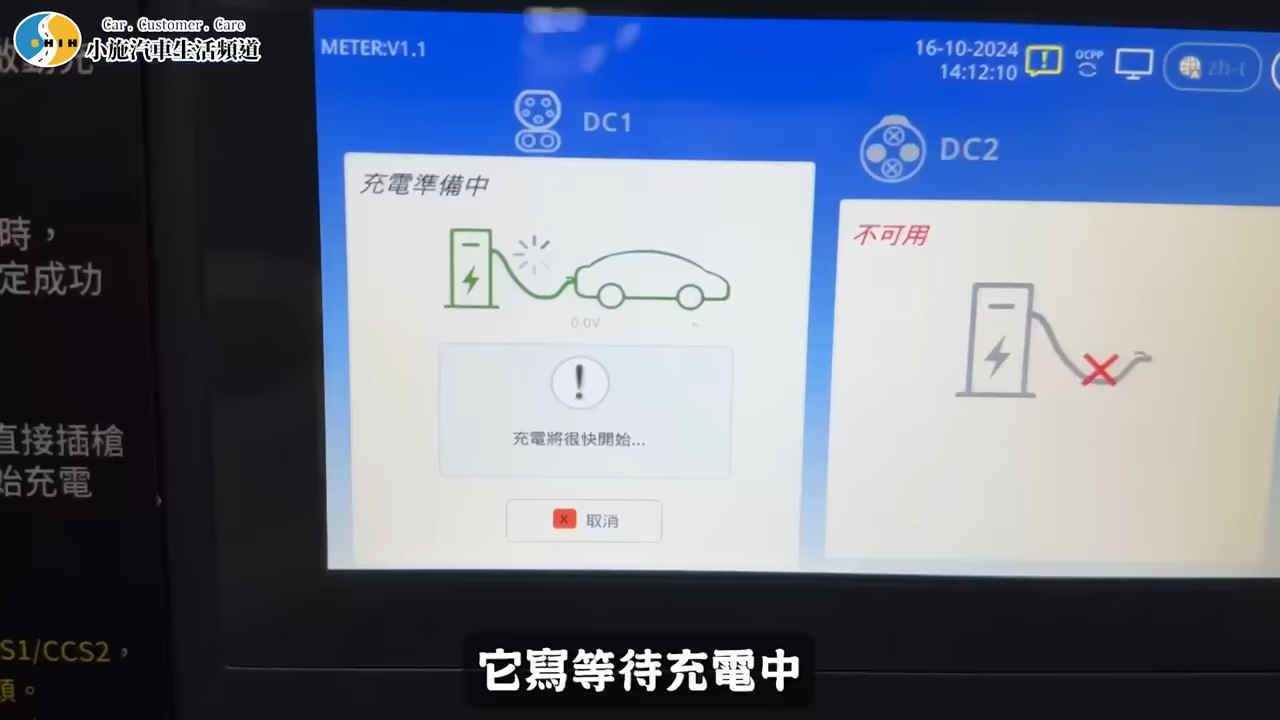 Car . Customer . Care
SHIH
小施汽車生活頻道
METER:V1.1
16-10-2024
14:12:10
OCPP
zh-t
DC1
DC2
充電準備中
不可用
0.0V
充電將很快開始...
取消
時，
定成功
直接插槍
始充電
S1/CCS2，
頭。
它寫等待充電中